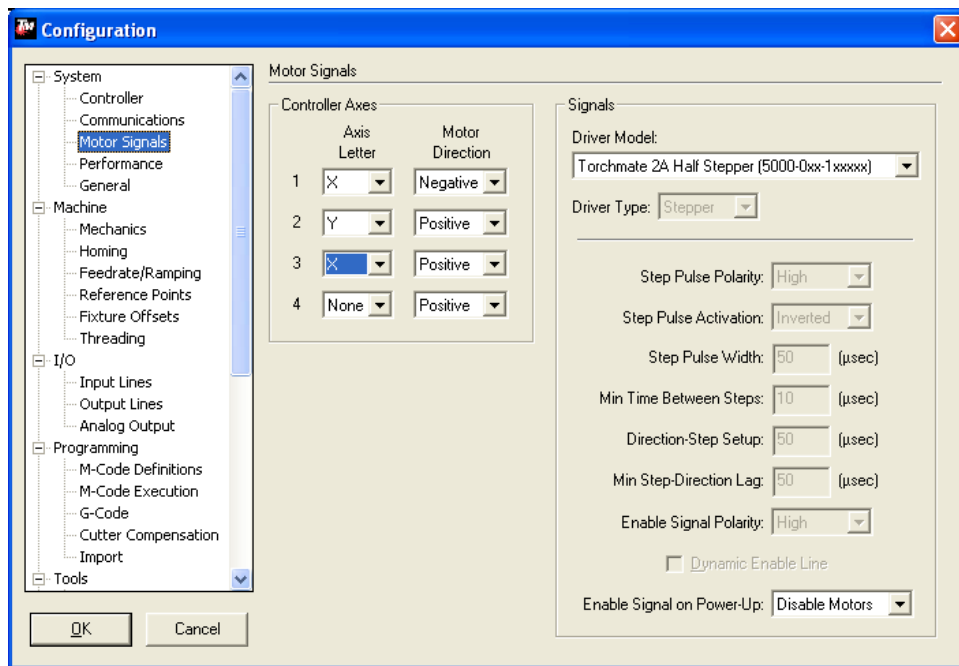 Configuration
System
Controller
Communications
Motor Signals
Performance
General
Machine
Mechanics
Homing
Feedrate/Ramping
Reference Points
Fixture Offsets
Threading
I/O
Input Lines
Output Lines
Analog Output
Programming
M-Code Definitions
M-Code Execution
G-Code
Cutter Compensation
Import
Tools
OK
Cancel
Motor Signals
Controller Axes
Axis Letter
Motor Direction
1 X Negative
2 Y Positive
3 X Positive
4 None Positive
Signals
Driver Model:
Torchmate 2A Half Stepper (5000-0xx-1xxxxx)
Driver Type: Stepper
Step Pulse Polarity: High
Step Pulse Activation: Inverted
Step Pulse Width: 50 (µsec)
Min Time Between Steps: 10 (µsec)
Direction-Step Setup: 50 (µsec)
Min Step-Direction Lag: 50 (µsec)
Enable Signal Polarity: High
Dynamic Enable Line
Enable Signal on Power-Up: Disable Motors